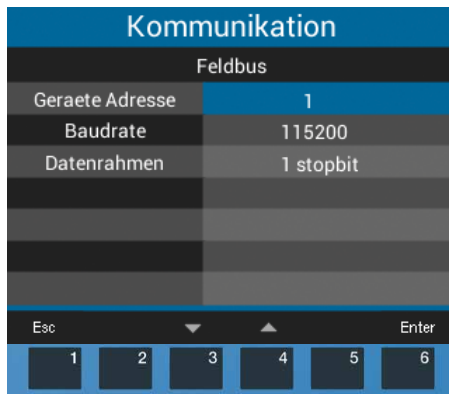 Kommunikation
Feldbus
Geraete Adresse 1
Baudrate 115200
Datenrahmen 1 stopbit
Esc Enter
1 2 3 4 5 6